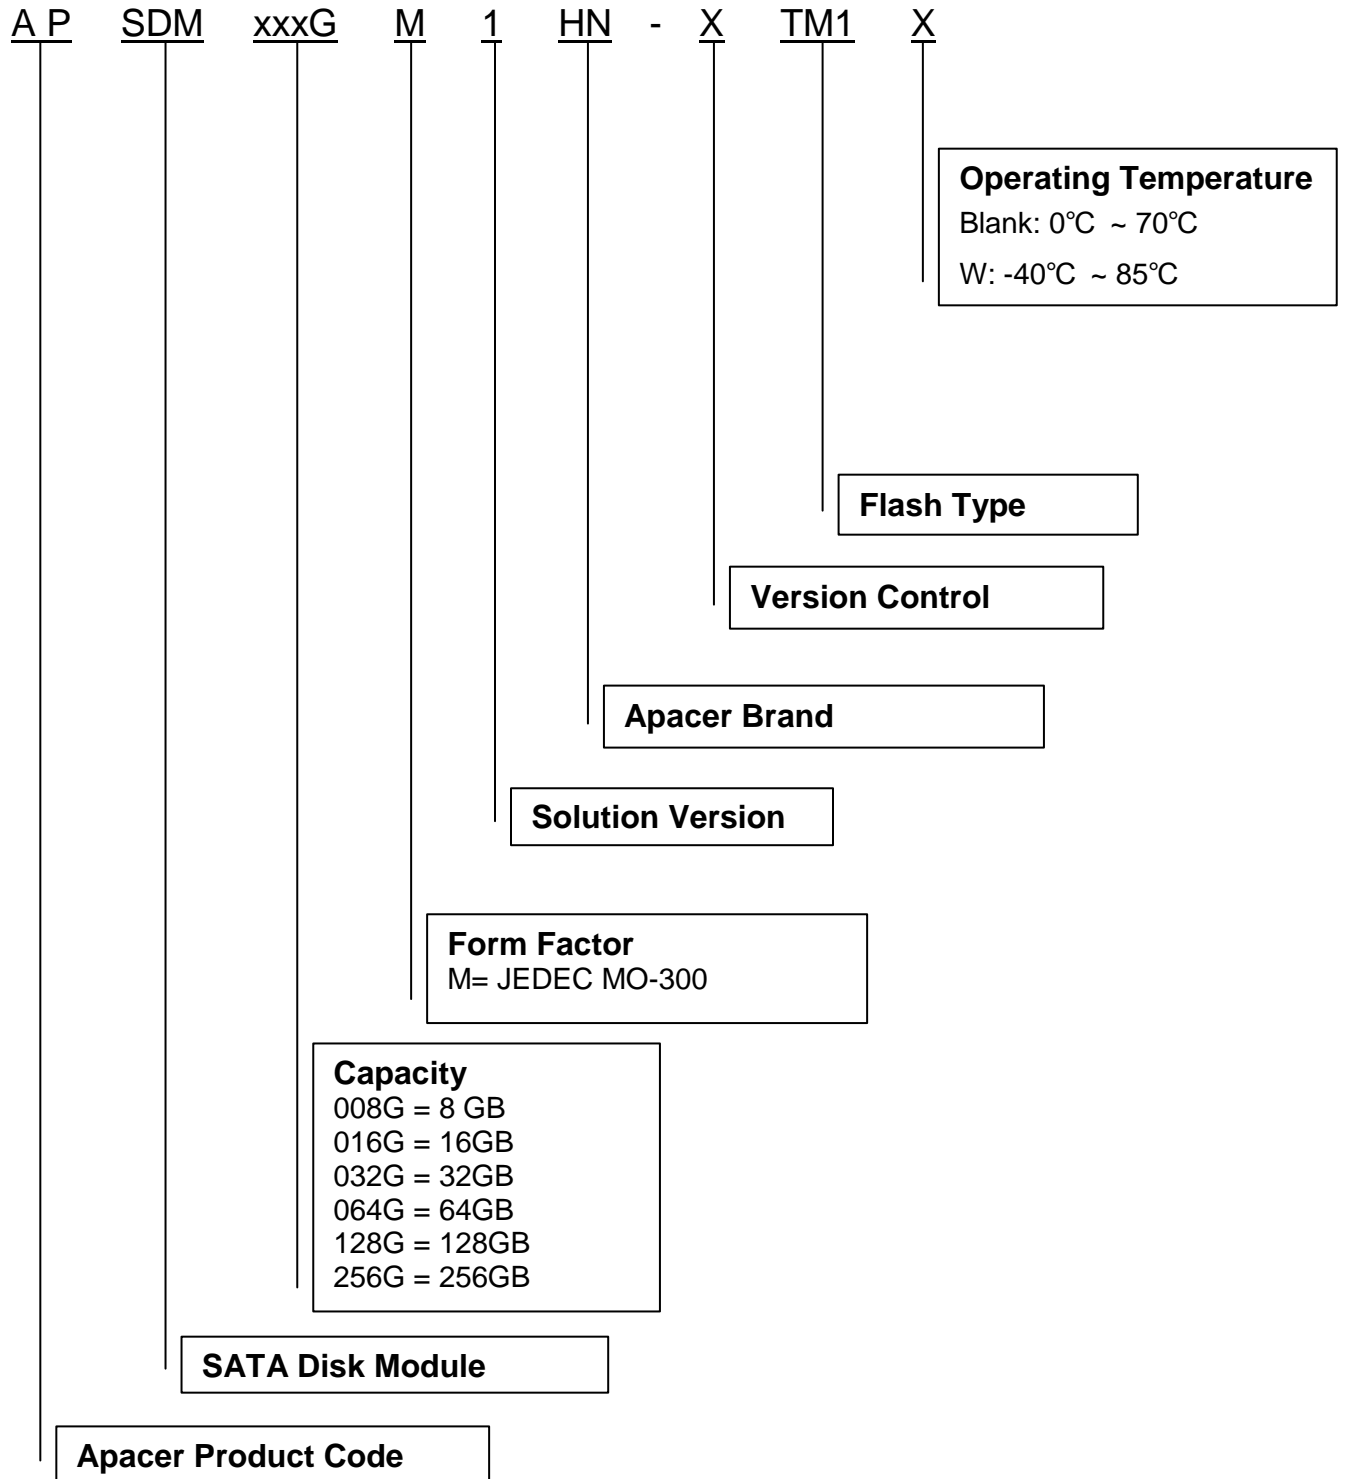 A P SDM xxxG M 1 HN - X TM1 X
Operating Temperature
Blank: 0℃ ~ 70℃
W: -40℃ ~ 85℃
Flash Type
Version Control
Apacer Brand
Solution Version
Form Factor
M= JEDEC MO-300
Capacity
008G = 8 GB
016G = 16GB
032G = 32GB
064G = 64GB
128G = 128GB
256G = 256GB
SATA Disk Module
Apacer Product Code